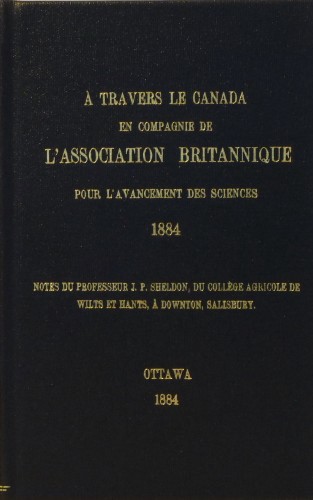 À TRAVERS LE CANADA
EN COMPAGNIE DE
L'ASSOCIATION BRITANNIQUE
POUR L'AVANCEMENT DES SCIENCES
1884
NOTES DU PROFESSEUR J. P. SHELDON, DU COLLÈGE AGRICOLE DE
WILTS ET HANTS, À DOWNTON, SALISBURY.
OTTAWA
1884